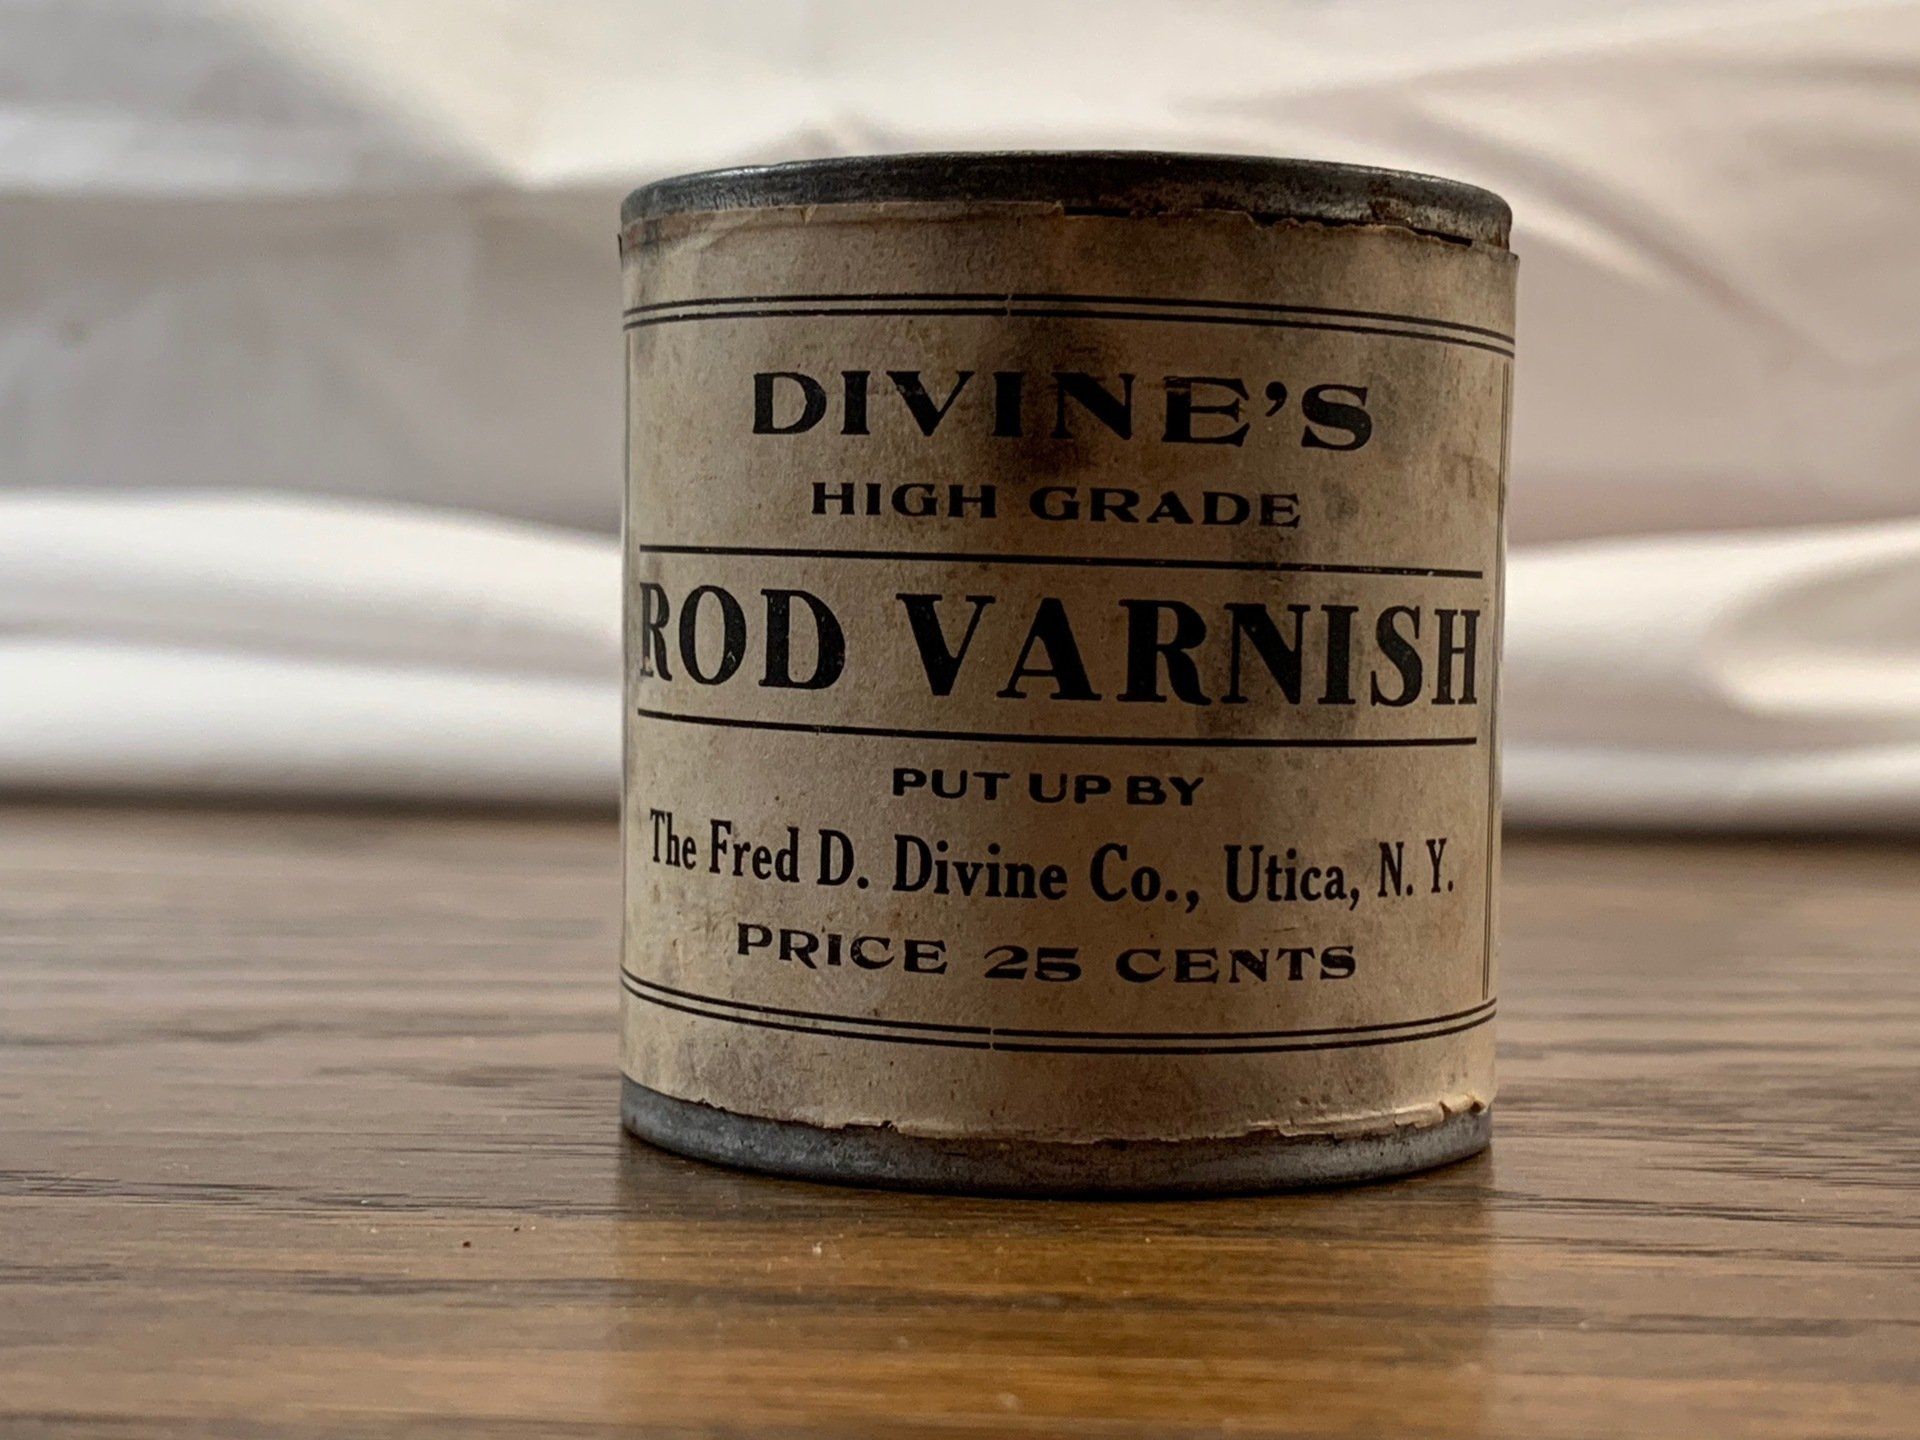 DIVINE'S
HIGH GRADE
ROD VARNISH
PUT UP BY
The Fred D. Divine Co., Utica, N. Y.
PRICE 25 CENTS